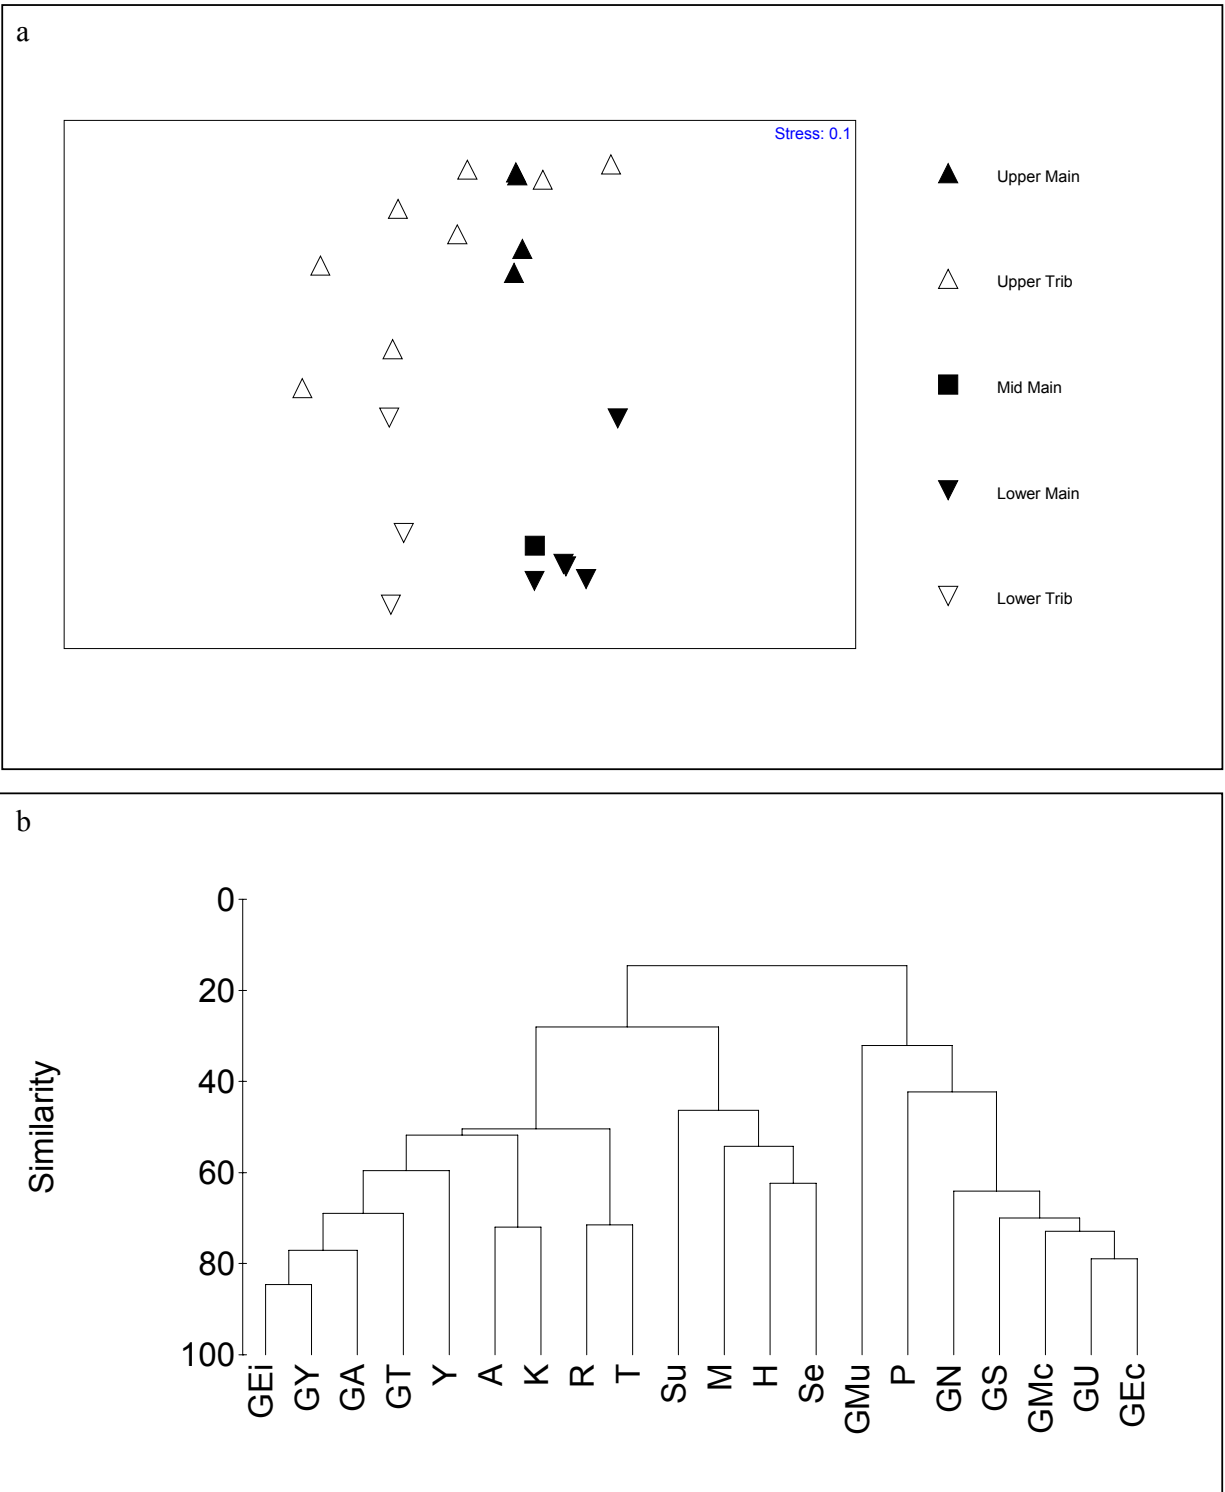 a
Stress: 0.1
Upper Main
Upper Trib
Mid Main
Lower Main
Lower Trib
b
Similarity
0
20
40
60
80
100
GEi GY GA GT Y A K R T Su M H Se GMu P GN GS GMc GU GEc